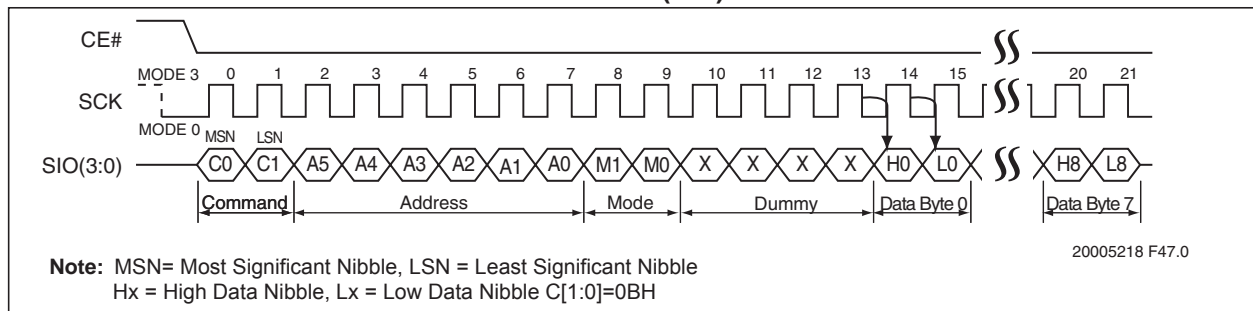 CE#
MODE 3 0 1 2 3 4 5 6 7 8 9 10 11 12 13 14 15 20 21
SCK
MODE 0
MSN LSN
SIO(3:0) C0 C1 A5 A4 A3 A2 A1 A0 M1 M0 X X X X H0 L0 H8 L8
Command Address Mode Dummy Data Byte 0 Data Byte 7
20005218 F47.0
Note: MSN= Most Significant Nibble, LSN = Least Significant Nibble
Hx = High Data Nibble, Lx = Low Data Nibble C[1:0]=0BH